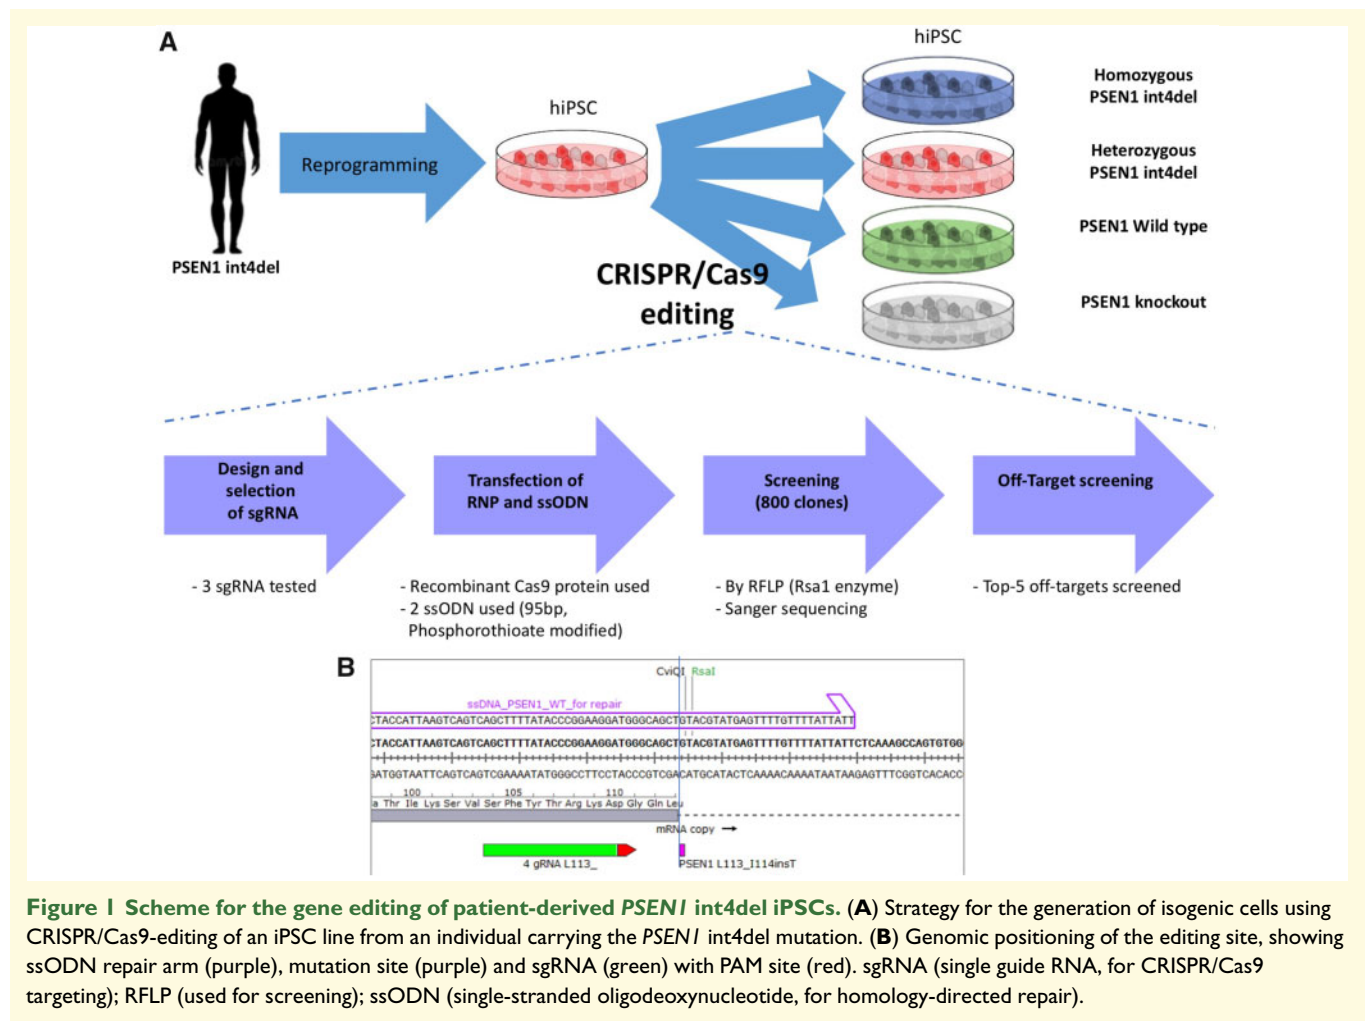 A
hiPSC
hiPSC
Homozygous
PSEN1 int4del
Reprogramming
Heterozygous
PSEN1 int4del
PSEN1 Wild type
PSEN1 int4del
CRISPR/Cas9
editing
PSEN1 knockout
Design and
selection
of sgRNA
Transfection of
RNP and ssODN
Screening
(800 clones)
Off-Target screening
- 3 sgRNA tested
- Recombinant Cas9 protein used
- 2 ssODN used (95bp,
Phosphorothioate modified)
- By RFLP (Rsa1 enzyme)
- Sanger sequencing
- Top-5 off-targets screened
B
CviQI RsaI
ssDNA_PSEN1_WT_for repair
CTACCATTAAGTCAGTCAGCTTTTATACCCGGAAGGATGGGCAGCTGTACGTATGAGTTTTGTTTTATTATT
CTACCATTAAGTCAGTCAGCTTTTATACCCGGAAGGATGGGCAGCTGTACGTATGAGTTTTGTTTTATTATTCTCAAAGCCAGTGTGG
GATGGTAATTCAGTCAGTCGAAAATATGGGCCTTCCTACCCGTCGACATGCATACTCAAAACAAAATAATAAGAGTTTCGGTCACACC
100 105 110
a Thr Ile Lys Ser Val Ser Phe Tyr Thr Arg Lys Asp Gly Gln Leu
mRNA copy →
4 gRNA L113_
PSEN1 L113_I114insT
Figure 1 Scheme for the gene editing of patient-derived PSEN1 int4del iPSCs. (A) Strategy for the generation of isogenic cells using
CRISPR/Cas9-editing of an iPSC line from an individual carrying the PSEN1 int4del mutation. (B) Genomic positioning of the editing site, showing
ssODN repair arm (purple), mutation site (purple) and sgRNA (green) with PAM site (red). sgRNA (single guide RNA, for CRISPR/Cas9
targeting); RFLP (used for screening); ssODN (single-stranded oligodeoxynucleotide, for homology-directed repair).